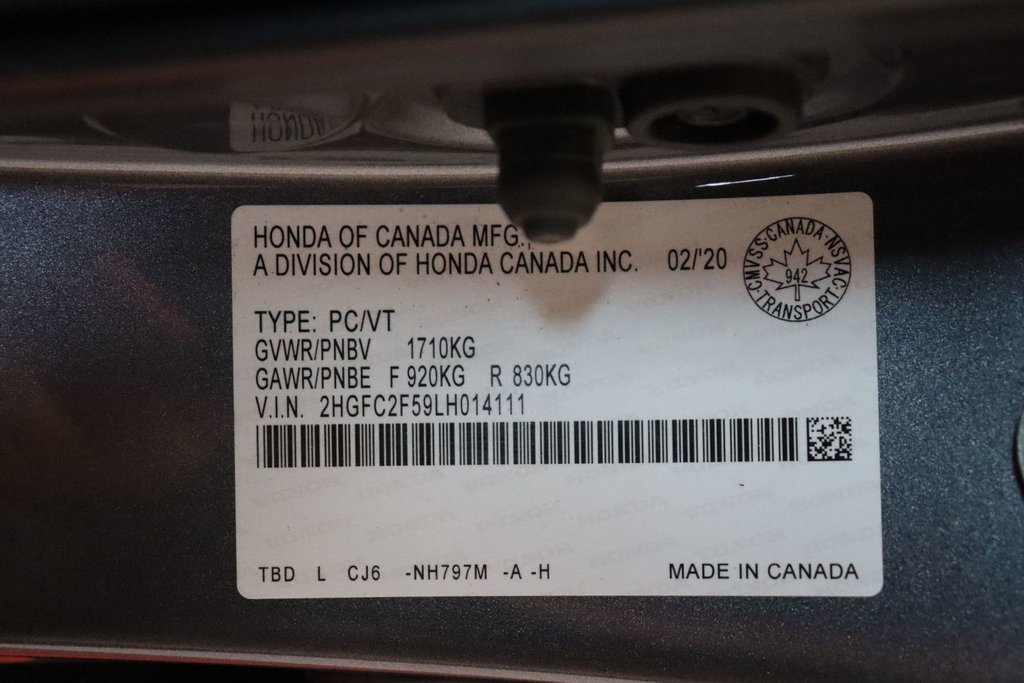 HONDA
HONDA OF CANADA MFG.,
A DIVISION OF HONDA CANADA INC. 02/'20
CMVSS·CANADA·NSVAC·TRANSPORT·
942
TYPE: PC/VT
GVWR/PNBV 1710KG
GAWR/PNBE F 920KG R 830KG
V.I.N. 2HGFC2F59LH014111
TBD L CJ6 -NH797M -A -H MADE IN CANADA